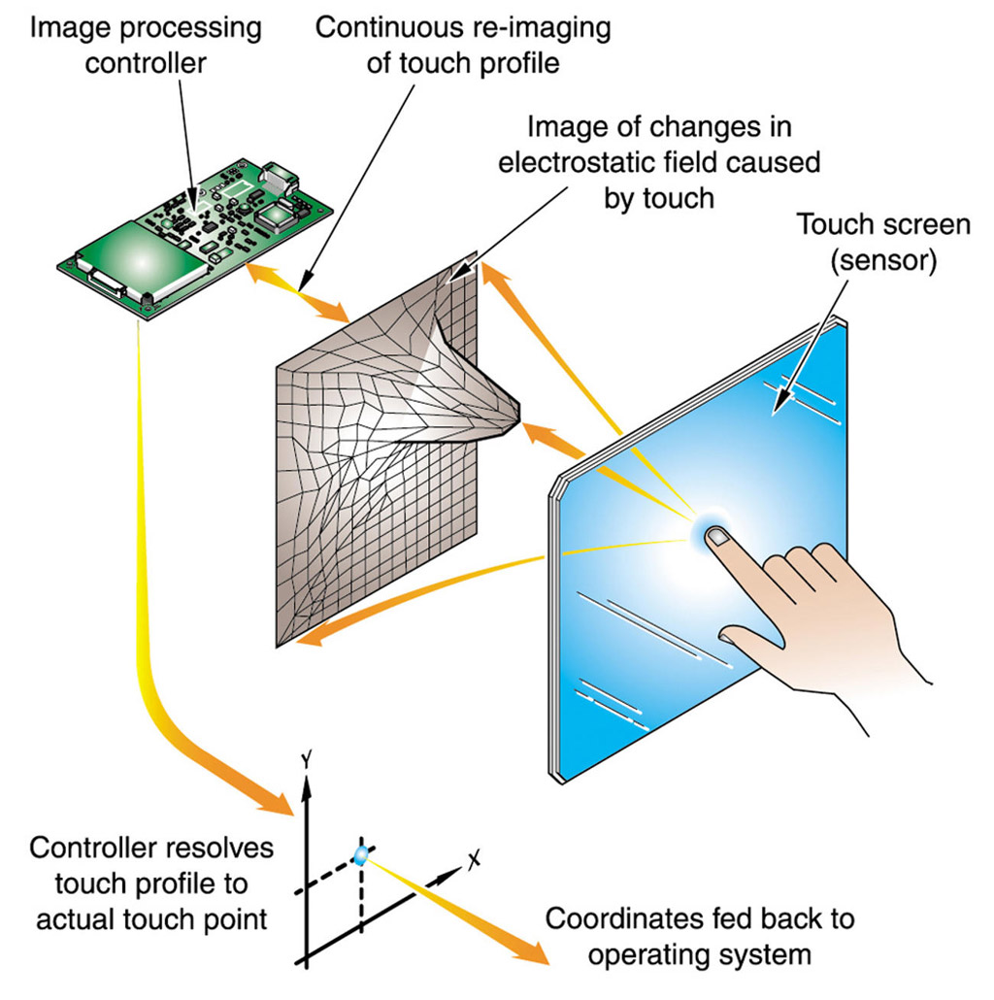 Image processing
controller
Continuous re-imaging
of touch profile
Image of changes in
electrostatic field caused
by touch
Touch screen
(sensor)
Y
X
Controller resolves
touch profile to
actual touch point
Coordinates fed back to
operating system